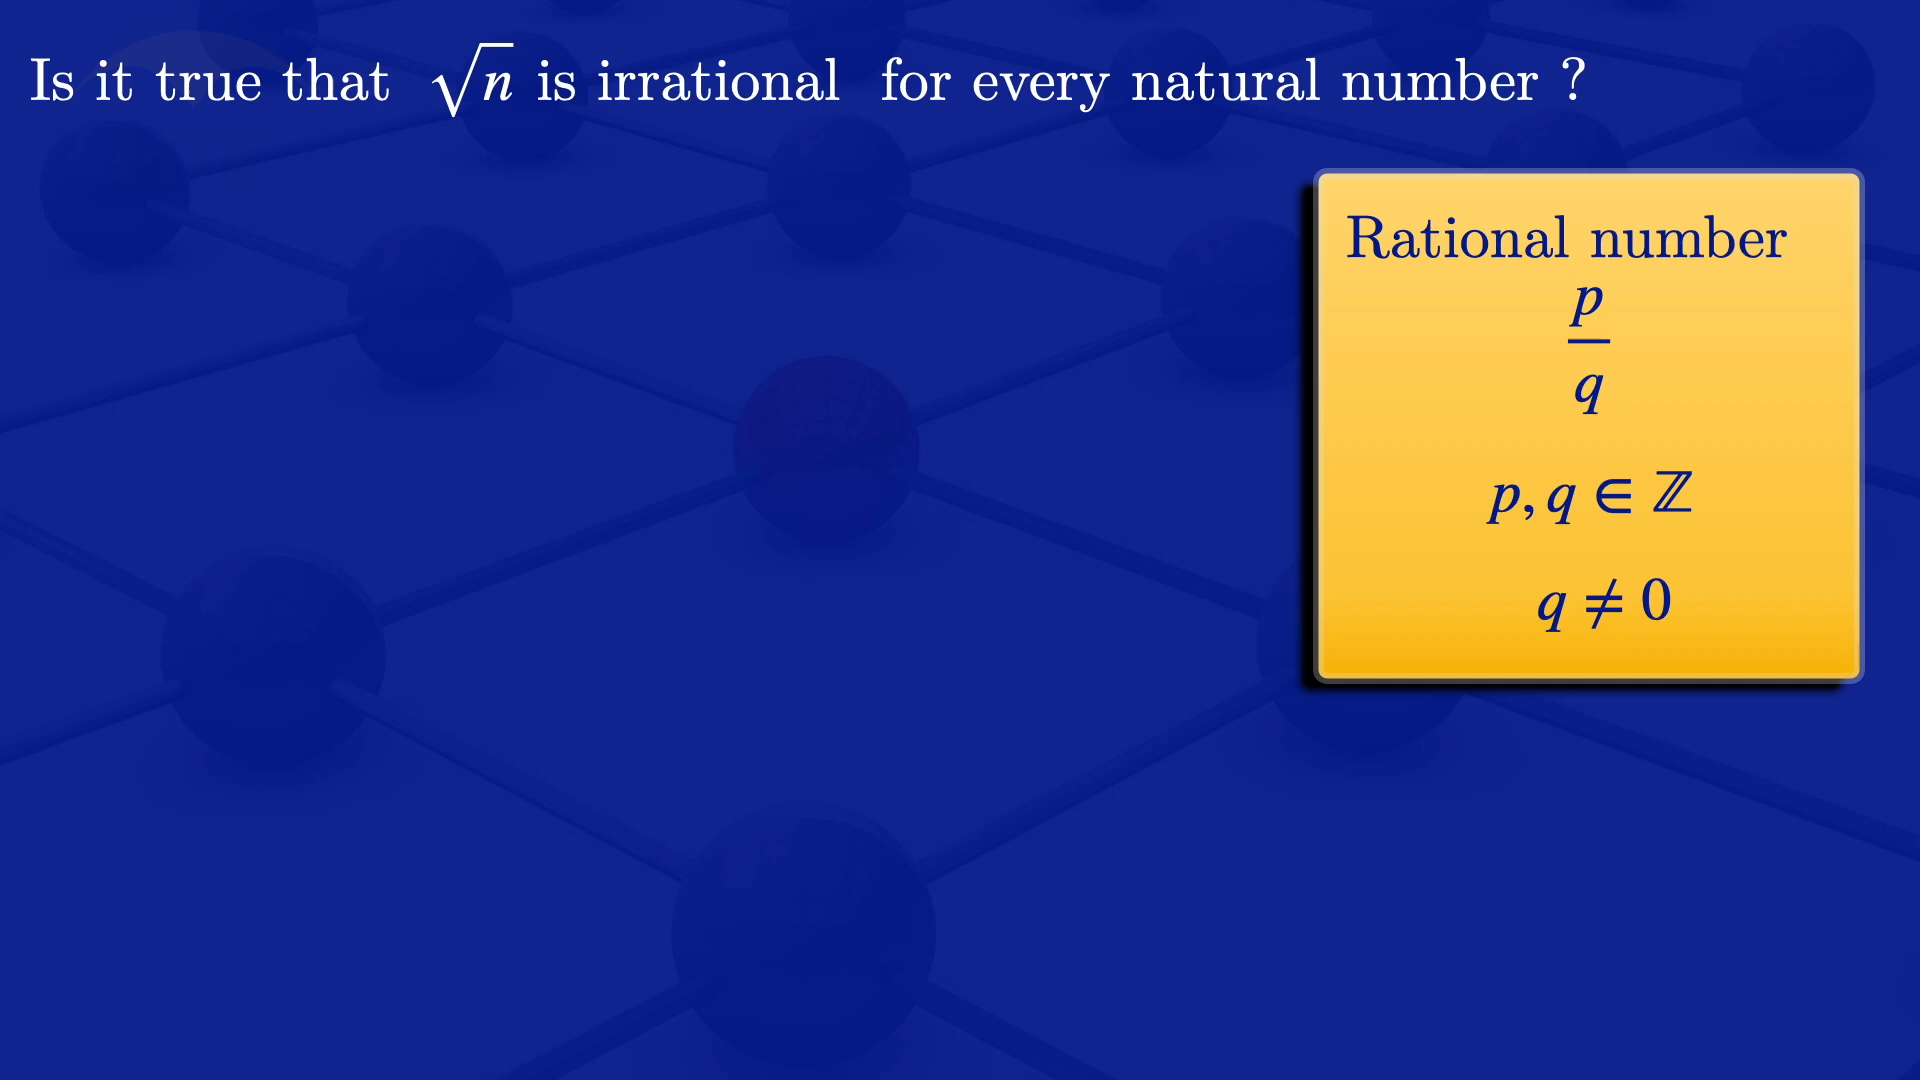 Is it true that √n is irrational for every natural number ?
Rational number
p
q
p, q ∈ ℤ
q ≠ 0